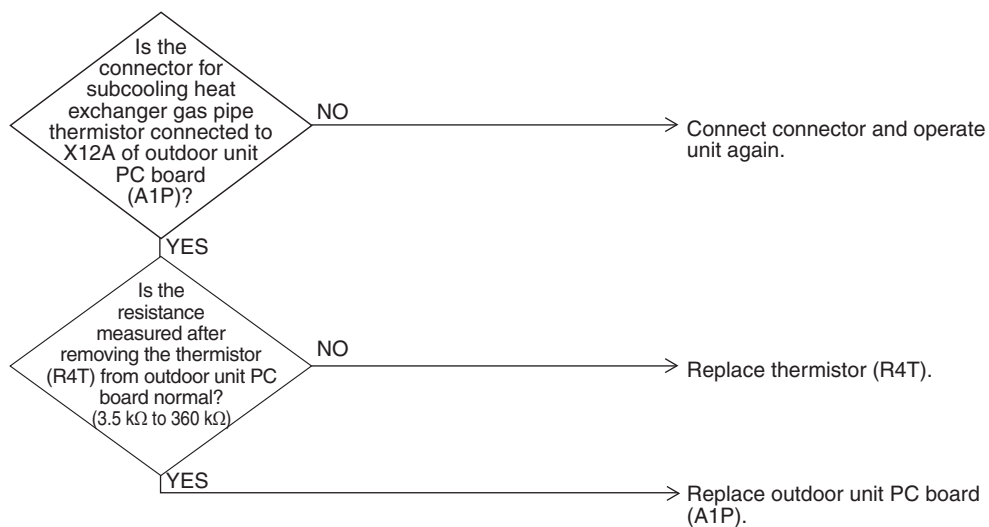 Is the
connector for
subcooling heat
exchanger gas pipe
thermistor connected to
X12A of outdoor unit
PC board
(A1P)?
NO
Connect connector and operate
unit again.
YES
Is the
resistance
measured after
removing the thermistor
(R4T) from outdoor unit PC
board normal?
(3.5 kΩ to 360 kΩ)
NO
Replace thermistor (R4T).
YES
Replace outdoor unit PC board
(A1P).